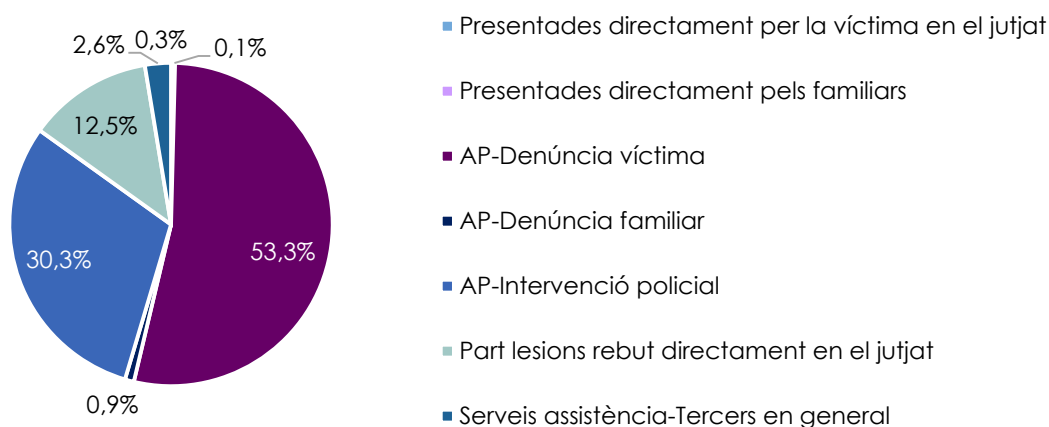 2,6%
0,3%
0,1%
12,5%
53,3%
30,3%
0,9%
Presentades directament per la víctima en el jutjat
Presentades directament pels familiars
AP-Denúncia víctima
AP-Denúncia familiar
AP-Intervenció policial
Part lesions rebut directament en el jutjat
Serveis assistència-Tercers en general